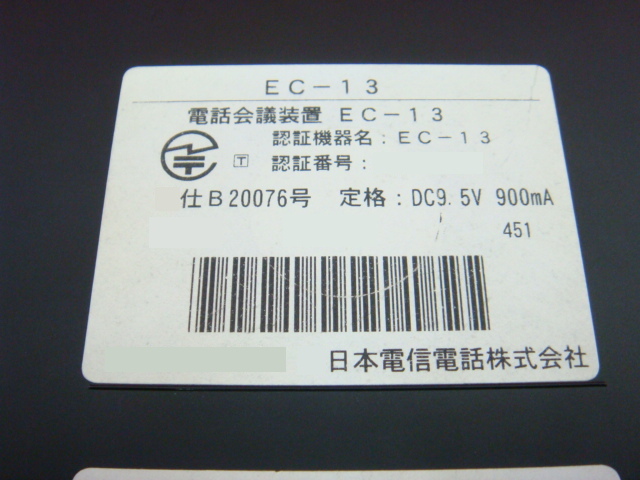 EC－13
電話会議装置 EC－13
認証機器名：EC－13
T 認証番号：
仕B20076号 定格：DC9.5V 900mA
451
日本電信電話株式会社